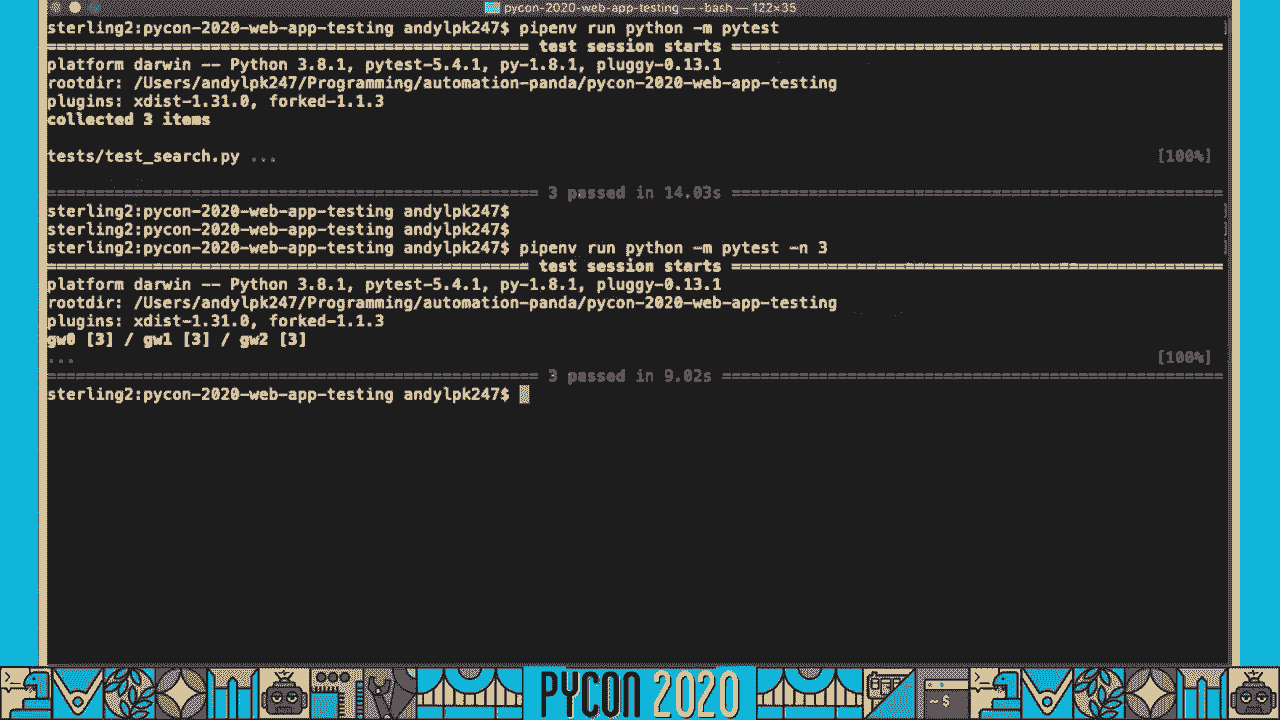 pycon-2020-web-app-testing — -bash — 122×35
sterling2:pycon-2020-web-app-testing andylpk247$ pipenv run python -m pytest
============================================= test session starts =============================================
platform darwin -- Python 3.8.1, pytest-5.4.1, py-1.8.1, pluggy-0.13.1
rootdir: /Users/andylpk247/Programming/automation-panda/pycon-2020-web-app-testing
plugins: xdist-1.31.0, forked-1.1.3
collected 3 items
tests/test_search.py ... [100%]
============================================= 3 passed in 14.03s =============================================
sterling2:pycon-2020-web-app-testing andylpk247$
sterling2:pycon-2020-web-app-testing andylpk247$
sterling2:pycon-2020-web-app-testing andylpk247$ pipenv run python -m pytest -n 3
============================================= test session starts =============================================
platform darwin -- Python 3.8.1, pytest-5.4.1, py-1.8.1, pluggy-0.13.1
rootdir: /Users/andylpk247/Programming/automation-panda/pycon-2020-web-app-testing
plugins: xdist-1.31.0, forked-1.1.3
gw0 [3] / gw1 [3] / gw2 [3]
... [100%]
============================================= 3 passed in 9.02s =============================================
sterling2:pycon-2020-web-app-testing andylpk247$
PYCON 2020
~ $